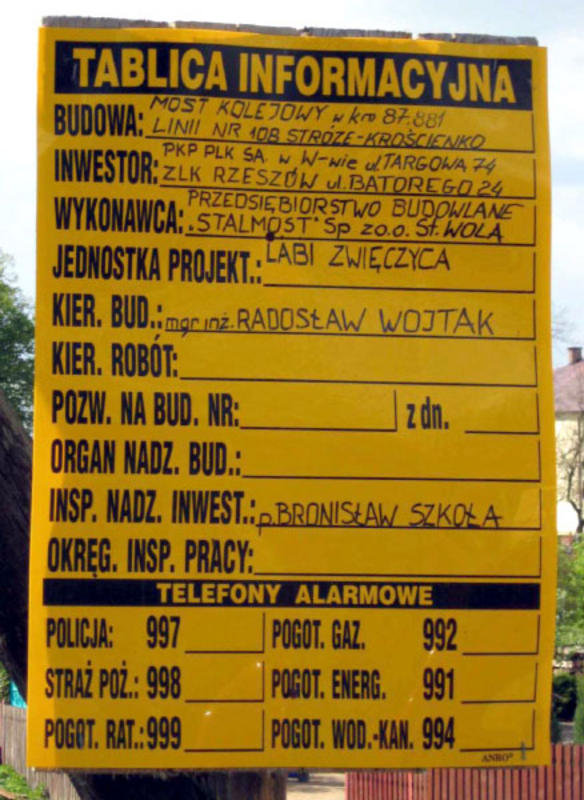 TABLICA INFORMACYJNA
BUDOWA: MOST KOLEJOWY w km 87.881
LINII NR 108 STRÓŻE-KROŚCIENKO
INWESTOR: PKP PLK SA. w W-wie ul. TARGOWA 74
ZLK RZESZÓW ul. BATOREGO 24
WYKONAWCA: PRZEDSIĘBIORSTWO BUDOWLANE
"STALMOST" Sp zo.o. St. WOLA
JEDNOSTKA PROJEKT.: LABI ZWIĘCZYCA
KIER. BUD.: mgr inż. RADOSŁAW WOJTAK
KIER. ROBÓT:
POZW. NA BUD. NR: z dn.
ORGAN NADZ. BUD.:
INSP. NADZ. INWEST.: p. BRONISŁAW SZKOŁA
OKRĘG. INSP. PRACY:
TELEFONY ALARMOWE
POLICJA: 997 POGOT. GAZ. 992
STRAŻ POŻ.: 998 POGOT. ENERG. 991
POGOT. RAT.: 999 POGOT. WOD.-KAN. 994
ANRO®